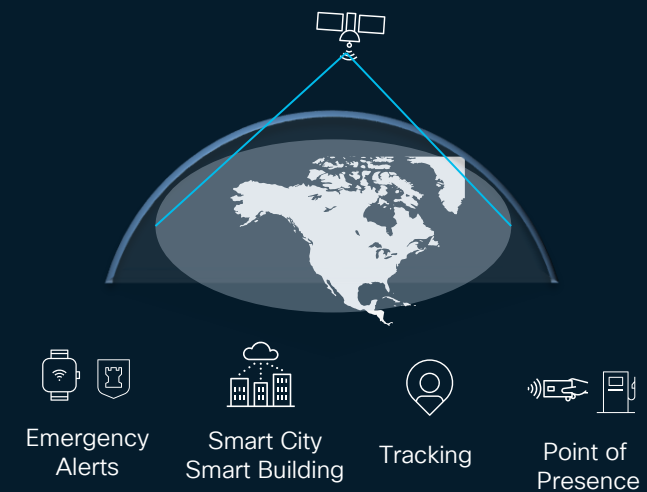 Emergency
Alerts
Smart City
Smart Building
Tracking
Point of
Presence